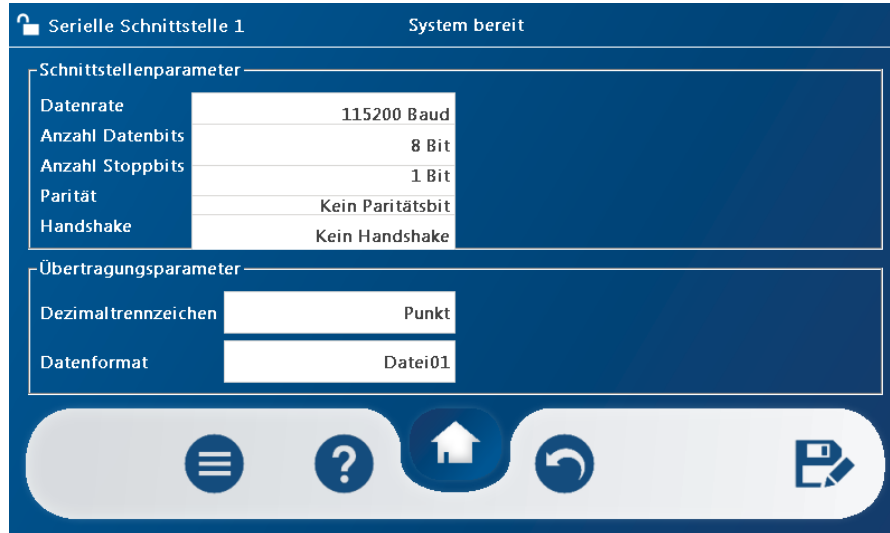 Serielle Schnittstelle 1 System bereit
Schnittstellenparameter
Datenrate 115200 Baud
Anzahl Datenbits 8 Bit
Anzahl Stoppbits 1 Bit
Parität Kein Paritätsbit
Handshake Kein Handshake
Übertragungsparameter
Dezimaltrennzeichen Punkt
Datenformat Datei01
?